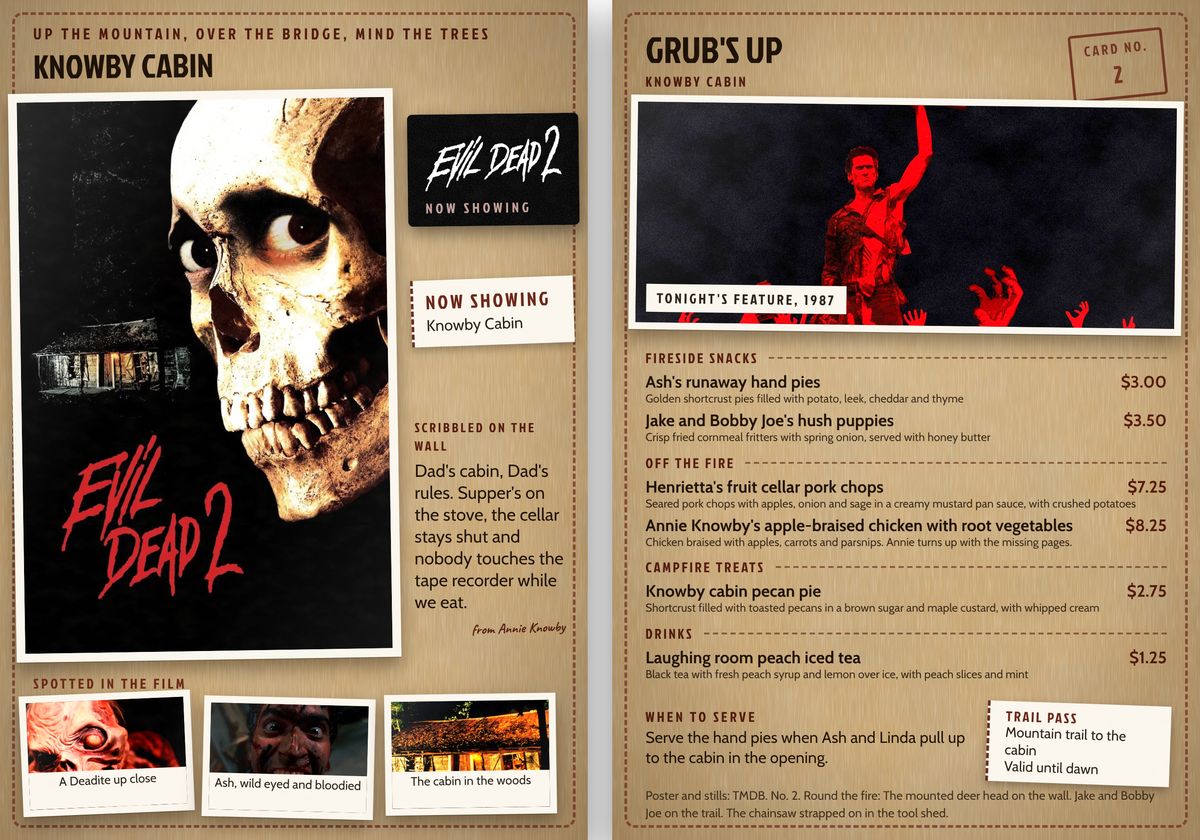 UP THE MOUNTAIN, OVER THE BRIDGE, MIND THE TREES
KNOWBY CABIN
EVIL
DEAD 2
EVIL DEAD 2
NOW SHOWING
NOW SHOWING
Knowby Cabin
SCRIBBLED ON THE
WALL
Dad's cabin, Dad's
rules. Supper's on
the stove, the cellar
stays shut and
nobody touches the
tape recorder while
we eat.
from Annie Knowby
SPOTTED IN THE FILM
A Deadite up close
Ash, wild eyed and bloodied
The cabin in the woods
GRUB'S UP
KNOWBY CABIN
CARD NO.
2
TONIGHT'S FEATURE, 1987
FIRESIDE SNACKS
Ash's runaway hand pies $3.00
Golden shortcrust pies filled with potato, leek, cheddar and thyme
Jake and Bobby Joe's hush puppies $3.50
Crisp fried cornmeal fritters with spring onion, served with honey butter
OFF THE FIRE
Henrietta's fruit cellar pork chops $7.25
Seared pork chops with apples, onion and sage in a creamy mustard pan sauce, with crushed potatoes
Annie Knowby's apple-braised chicken with root vegetables $8.25
Chicken braised with apples, carrots and parsnips. Annie turns up with the missing pages.
CAMPFIRE TREATS
Knowby cabin pecan pie $2.75
Shortcrust filled with toasted pecans in a brown sugar and maple custard, with whipped cream
DRINKS
Laughing room peach iced tea $1.25
Black tea with fresh peach syrup and lemon over ice, with peach slices and mint
WHEN TO SERVE
Serve the hand pies when Ash and Linda pull up
to the cabin in the opening.
TRAIL PASS
Mountain trail to the
cabin
Valid until dawn
Poster and stills: TMDB. No. 2. Round the fire: The mounted deer head on the wall. Jake and Bobby
Joe on the trail. The chainsaw strapped on in the tool shed.